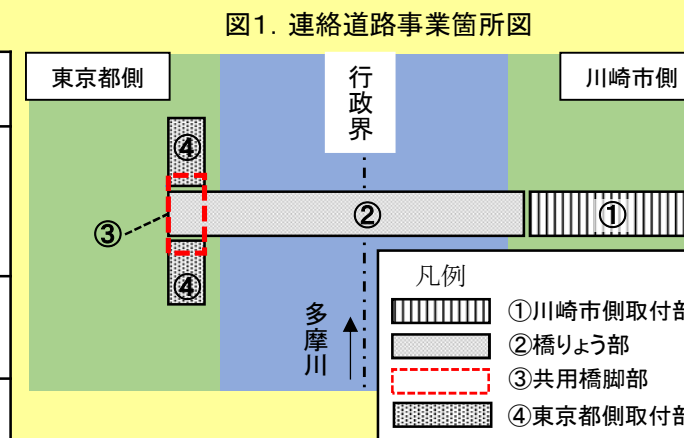 図1. 連絡道路事業箇所図
東京都側
行政界
川崎市側
④
③
②
①
④
多摩川
凡例
①川崎市側取付部
②橋りょう部
③共用橋脚部
④東京都側取付部